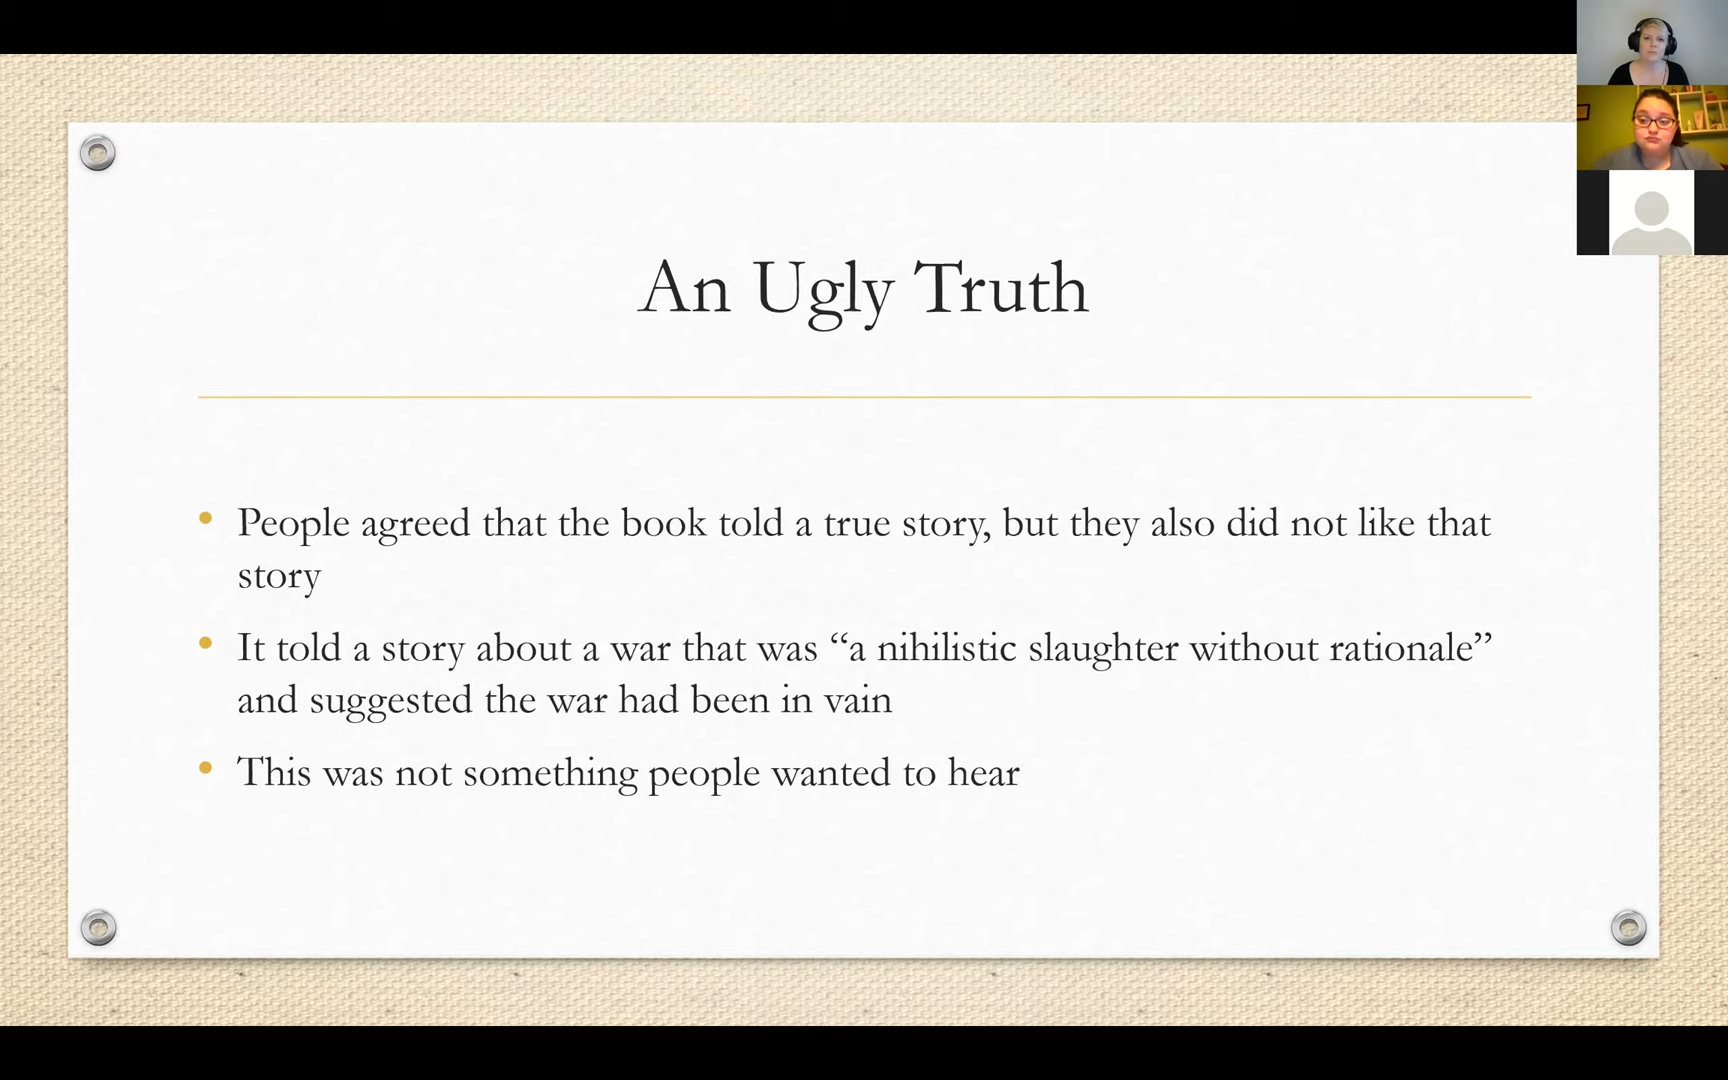 An Ugly Truth
• People agreed that the book told a true story, but they also did not like that
story
• It told a story about a war that was “a nihilistic slaughter without rationale”
and suggested the war had been in vain
• This was not something people wanted to hear